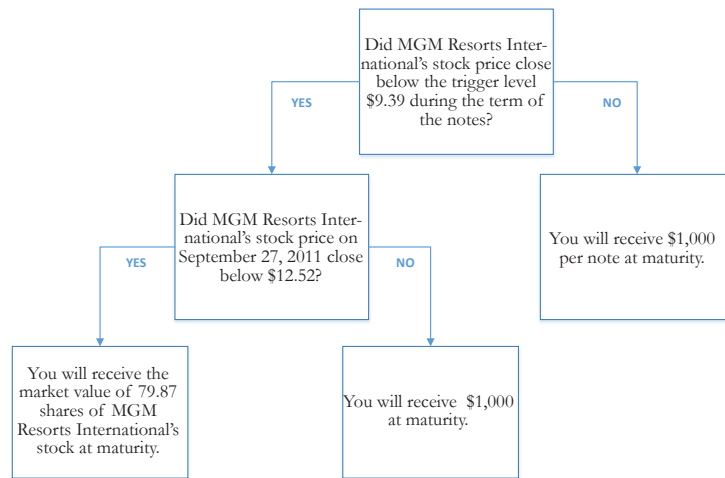 Did MGM Resorts Inter-
national's stock price close
below the trigger level
$9.39 during the term of
the notes?
YES
NO
Did MGM Resorts Inter-
national's stock price on
September 27, 2011 close
below $12.52?
You will receive $1,000
per note at maturity.
YES
NO
You will receive the
market value of 79.87
shares of MGM
Resorts International's
stock at maturity.
You will receive $1,000
at maturity.